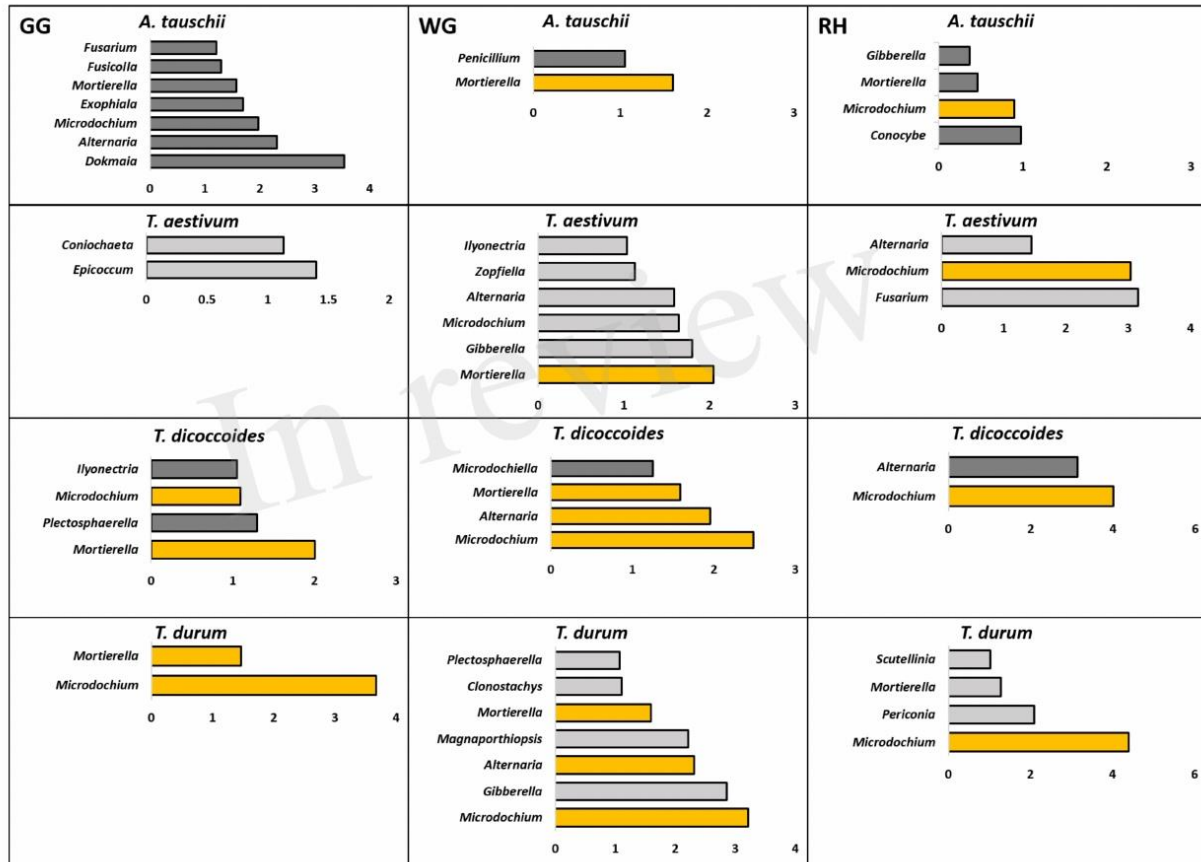 GG
A. tauschii
Fusarium
Fusicolla
Mortierella
Exophiala
Microdochium
Alternaria
Dokmaia
0 1 2 3 4
WG
A. tauschii
Penicillium
Mortierella
0 1 2 3
RH
A. tauschii
Gibberella
Mortierella
Microdochium
Conocybe
0 1 2 3
T. aestivum
Coniochaeta
Epicoccum
0 0.5 1 1.5 2
T. aestivum
Ilyonectria
Zopfiella
Alternaria
Microdochium
Gibberella
Mortierella
0 1 2 3
T. aestivum
Alternaria
Microdochium
Fusarium
0 1 2 3 4
In review
T. dicoccoides
Ilyonectria
Microdochium
Plectosphaerella
Mortierella
0 1 2 3
T. dicoccoides
Microdochiella
Mortierella
Alternaria
Microdochium
0 1 2 3
T. dicoccoides
Alternaria
Microdochium
0 2 4 6
T. durum
Mortierella
Microdochium
0 1 2 3 4
T. durum
Plectosphaerella
Clonostachys
Mortierella
Magnaporthiopsis
Alternaria
Gibberella
Microdochium
0 1 2 3 4
T. durum
Scutellinia
Mortierella
Periconia
Microdochium
0 2 4 6